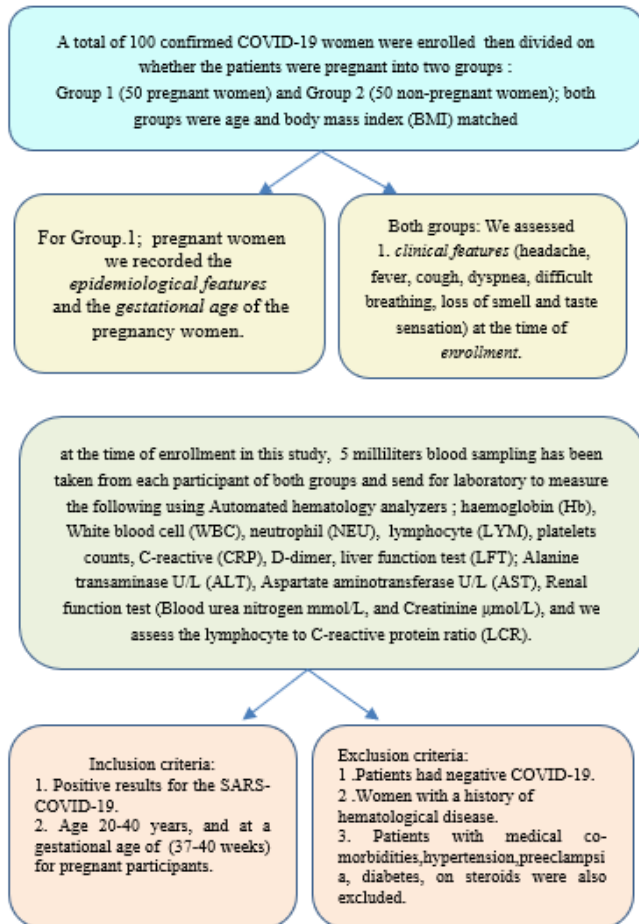 A total of 100 confirmed COVID-19 women were enrolled then divided on
whether the patients were pregnant into two groups :
Group 1 (50 pregnant women) and Group 2 (50 non-pregnant women); both
groups were age and body mass index (BMI) matched
For Group.1; pregnant women
we recorded the
epidemiological features
and the gestational age of the
pregnancy women.
Both groups: We assessed
1. clinical features (headache,
fever, cough, dyspnea, difficult
breathing, loss of smell and taste
sensation) at the time of
enrollment.
at the time of enrollment in this study, 5 milliliters blood sampling has been
taken from each participant of both groups and send for laboratory to measure
the following using Automated hematology analyzers ; haemoglobin (Hb),
White blood cell (WBC), neutrophil (NEU), lymphocyte (LYM), platelets
counts, C-reactive (CRP), D-dimer, liver function test (LFT); Alanine
transaminase U/L (ALT), Aspartate aminotransferase U/L (AST), Renal
function test (Blood urea nitrogen mmol/L, and Creatinine µmol/L), and we
assess the lymphocyte to C-reactive protein ratio (LCR).
Inclusion criteria:
1. Positive results for the SARS-
COVID-19.
2. Age 20-40 years, and at a
gestational age of (37-40 weeks)
for pregnant participants.
Exclusion criteria:
1 .Patients had negative COVID-19.
2 .Women with a history of
hematological disease.
3. Patients with medical co-
morbidities,hypertension,preeclampsi
a, diabetes, on steroids were also
excluded.